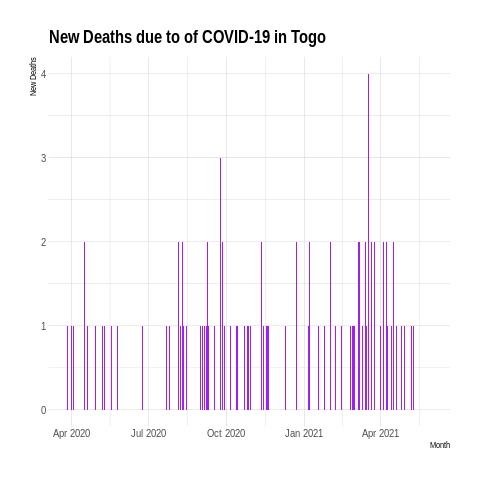 New Deaths due to of COVID-19 in Togo
New Deaths
4
3
2
1
0
Apr 2020 Jul 2020 Oct 2020 Jan 2021 Apr 2021
Month